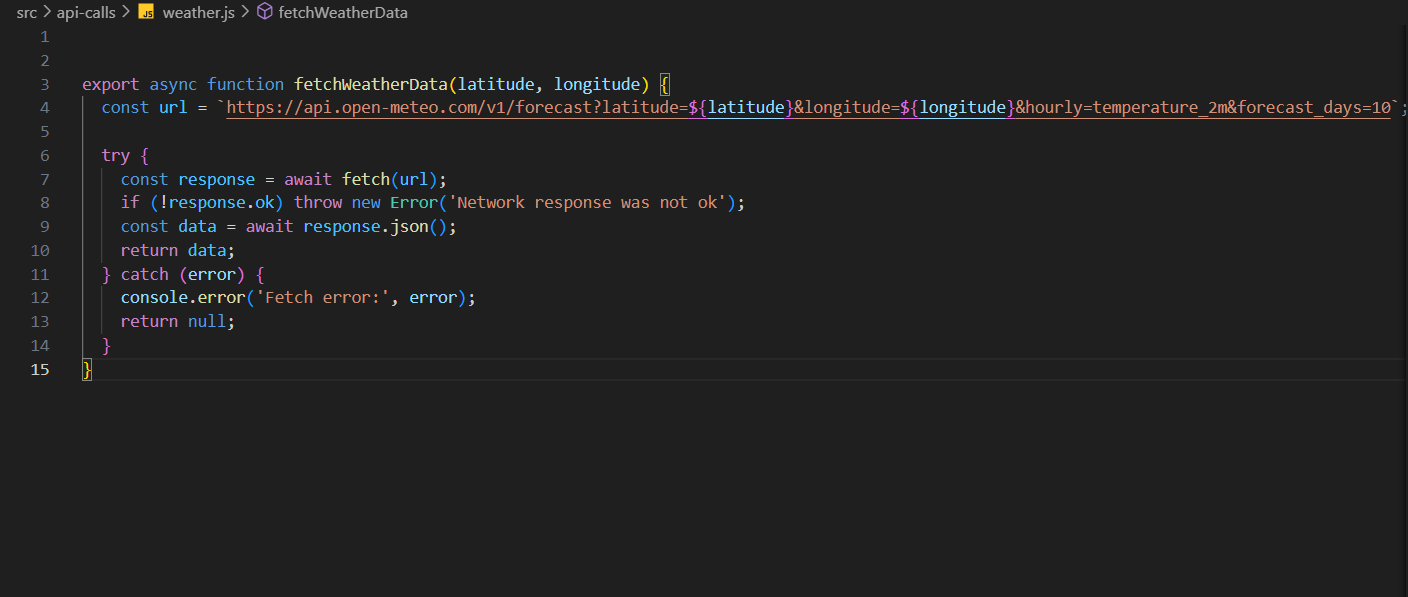 src > api-calls > JS weather.js > fetchWeatherData
1
2
3 export async function fetchWeatherData(latitude, longitude) {
4   const url = `https://api.open-meteo.com/v1/forecast?latitude=${latitude}&longitude=${longitude}&hourly=temperature_2m&forecast_days=10`;
5
6   try {
7     const response = await fetch(url);
8     if (!response.ok) throw new Error('Network response was not ok');
9     const data = await response.json();
10     return data;
11   } catch (error) {
12     console.error('Fetch error:', error);
13     return null;
14   }
15 }